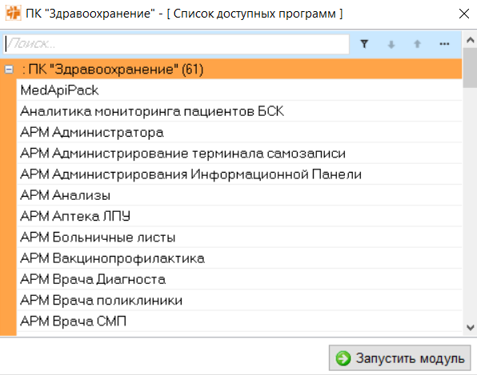 ПК "Здравоохранение" - [ Список доступных программ ]
Поиск...
: ПК "Здравоохранение" (61)
MedApiPack
Аналитика мониторинга пациентов БСК
АРМ Администратора
АРМ Администрирование терминала самозаписи
АРМ Администрирования Информационной Панели
АРМ Анализы
АРМ Аптека ЛПУ
АРМ Больничные листы
АРМ Вакцинопрофилактика
АРМ Врача Диагноста
АРМ Врача поликлиники
АРМ Врача СМП
Запустить модуль